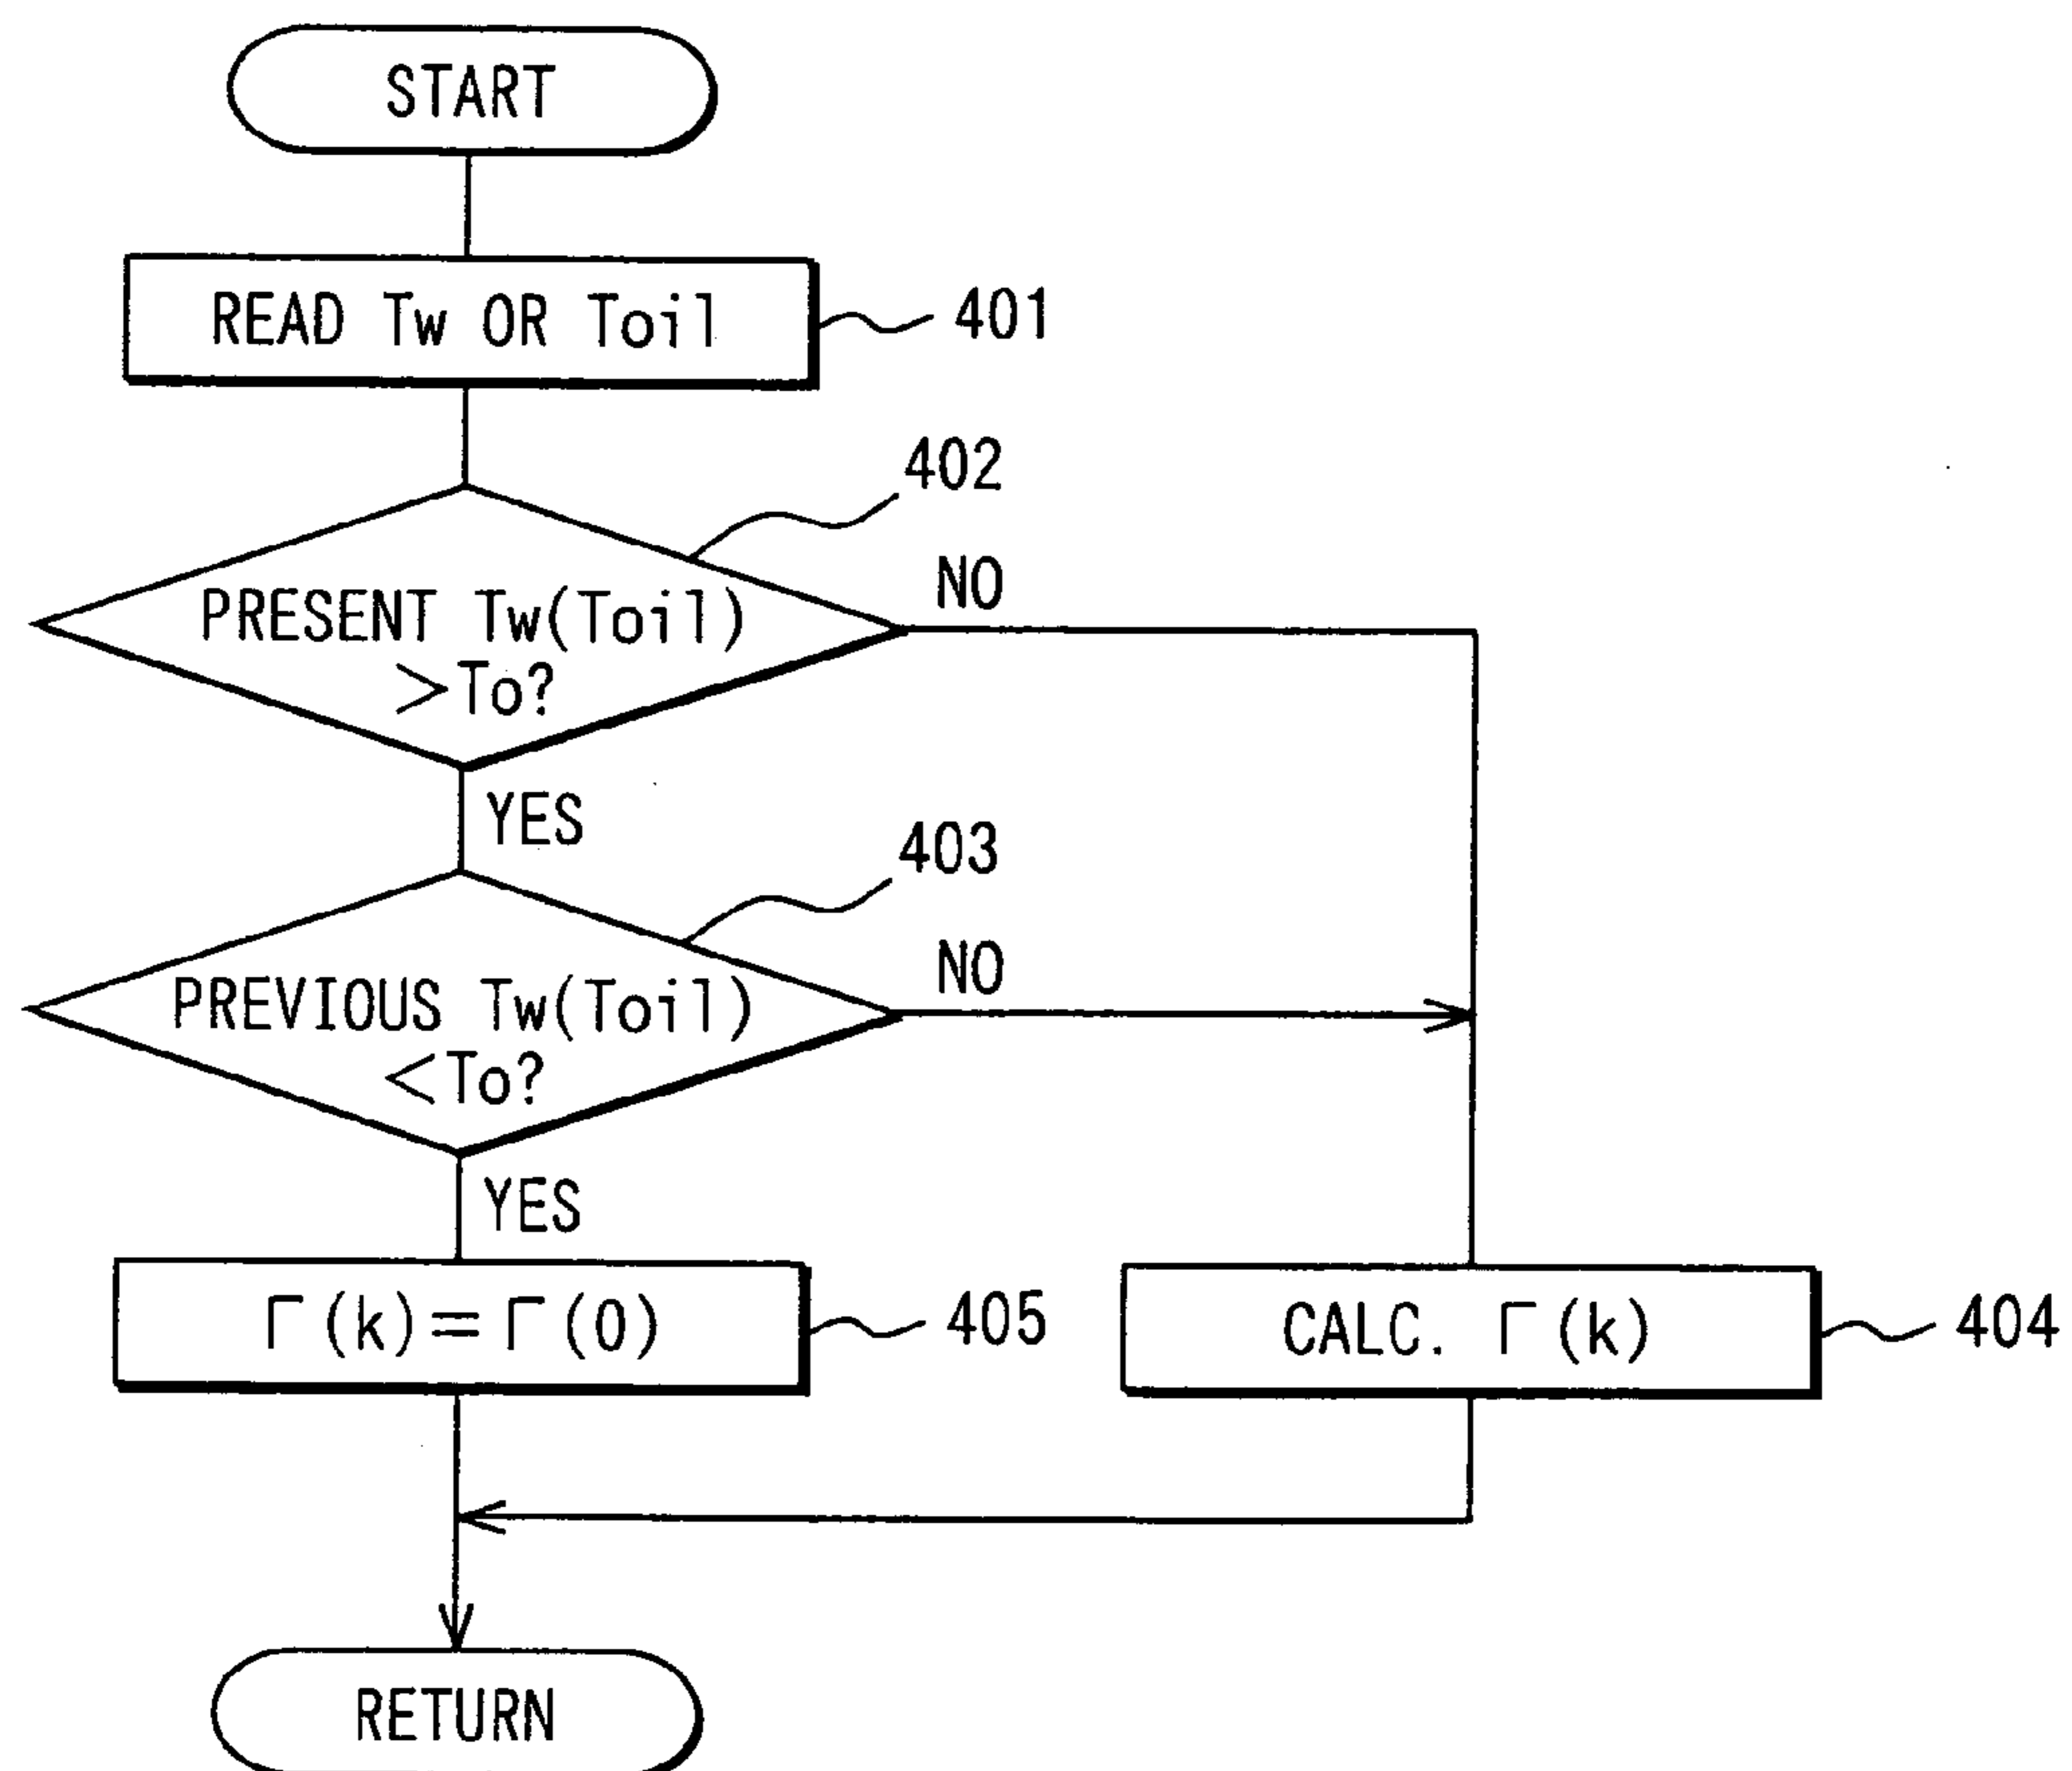 START
READ Tw OR Toil
401
402
PRESENT Tw(Toil)
>To?
NO
YES
403
PREVIOUS Tw(Toil)
<To?
NO
YES
Γ(k)=Γ(0)
405
CALC. Γ(k)
404
RETURN